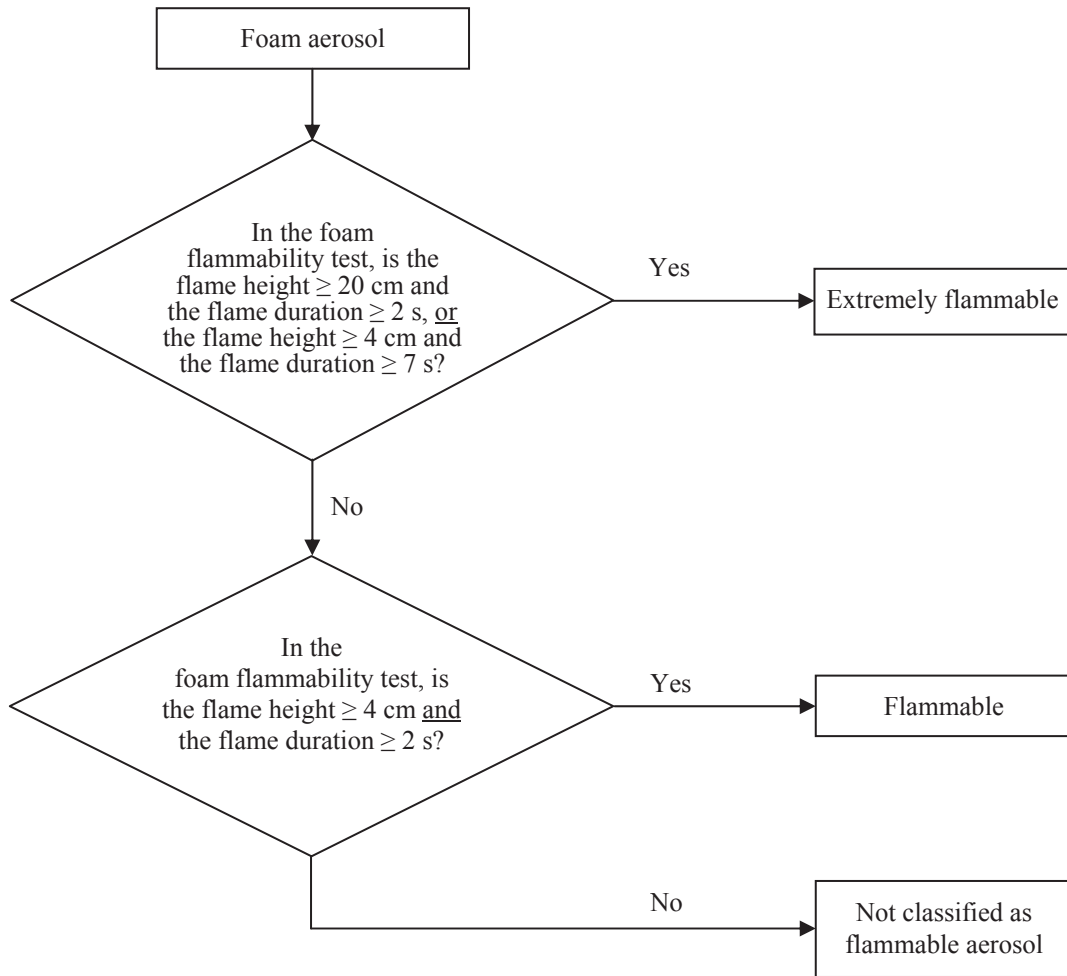 Foam aerosol
In the foam
flammability test, is the
flame height ≥ 20 cm and
the flame duration ≥ 2 s, or
the flame height ≥ 4 cm and
the flame duration ≥ 7 s?
Yes
Extremely flammable
No
In the
foam flammability test, is
the flame height ≥ 4 cm and
the flame duration ≥ 2 s?
Yes
Flammable
No
Not classified as
flammable aerosol